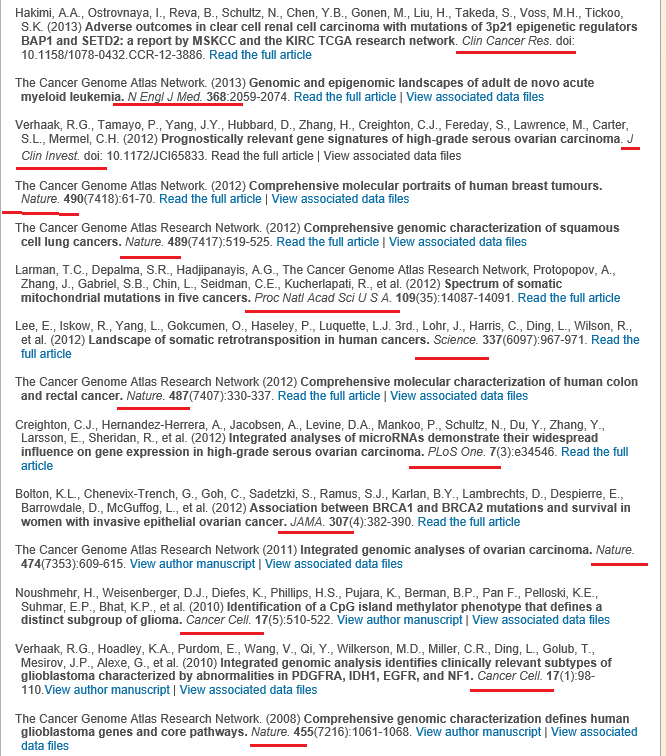 Hakimi, A.A., Ostrovnaya, I., Reva, B., Schultz, N., Chen, Y.B., Gonen, M., Liu, H., Takeda, S., Voss, M.H., Tickoo,
S.K. (2013) Adverse outcomes in clear cell renal cell carcinoma with mutations of 3p21 epigenetic regulators
BAP1 and SETD2: a report by MSKCC and the KIRC TCGA research network. Clin Cancer Res. doi:
10.1158/1078-0432.CCR-12-3886. Read the full article
The Cancer Genome Atlas Network. (2013) Genomic and epigenomic landscapes of adult de novo acute
myeloid leukemia. N Engl J Med. 368:2059-2074. Read the full article | View associated data files
Verhaak, R.G., Tamayo, P., Yang, J.Y., Hubbard, D., Zhang, H., Creighton, C.J., Fereday, S., Lawrence, M., Carter,
S.L., Mermel, C.H. (2012) Prognostically relevant gene signatures of high-grade serous ovarian carcinoma. J
Clin Invest. doi: 10.1172/JCI65833. Read the full article | View associated data files
The Cancer Genome Atlas Network. (2012) Comprehensive molecular portraits of human breast tumours.
Nature. 490(7418):61-70. Read the full article | View associated data files
The Cancer Genome Atlas Research Network. (2012) Comprehensive genomic characterization of squamous
cell lung cancers. Nature. 489(7417):519-525. Read the full article | View associated data files
Larman, T.C., Depalma, S.R., Hadjipanayis, A.G., The Cancer Genome Atlas Research Network, Protopopov, A.,
Zhang, J., Gabriel, S.B., Chin, L., Seidman, C.E., Kucherlapati, R., et al. (2012) Spectrum of somatic
mitochondrial mutations in five cancers. Proc Natl Acad Sci U S A. 109(35):14087-14091. Read the full article
Lee, E., Iskow, R., Yang, L., Gokcumen, O., Haseley, P., Luquette, L.J. 3rd., Lohr, J., Harris, C., Ding, L., Wilson, R.,
et al. (2012) Landscape of somatic retrotransposition in human cancers. Science. 337(6097):967-971. Read the
full article
The Cancer Genome Atlas Research Network (2012) Comprehensive molecular characterization of human colon
and rectal cancer. Nature. 487(7407):330-337. Read the full article | View associated data files
Creighton, C.J., Hernandez-Herrera, A., Jacobsen, A., Levine, D.A., Mankoo, P., Schultz, N., Du, Y., Zhang, Y.,
Larsson, E., Sheridan, R., et al. (2012) Integrated analyses of microRNAs demonstrate their widespread
influence on gene expression in high-grade serous ovarian carcinoma. PLoS One. 7(3):e34546. Read the full
article
Bolton, K.L., Chenevix-Trench, G., Goh, C., Sadetzki, S., Ramus, S.J., Karlan, B.Y., Lambrechts, D., Despierre, E.,
Barrowdale, D., McGuffog, L., et al. (2012) Association between BRCA1 and BRCA2 mutations and survival in
women with invasive epithelial ovarian cancer. JAMA. 307(4):382-390. Read the full article
The Cancer Genome Atlas Research Network (2011) Integrated genomic analyses of ovarian carcinoma. Nature.
474(7353):609-615. View author manuscript | View associated data files
Noushmehr, H., Weisenberger, D.J., Diefes, K., Phillips, H.S., Pujara, K., Berman, B.P., Pan F., Pelloski, K.E.,
Suhmar, E.P., Bhat, K.P., et al. (2010) Identification of a CpG island methylator phenotype that defines a
distinct subgroup of glioma. Cancer Cell. 17(5):510-522. View author manuscript | View associated data files
Verhaak, R.G., Hoadley, K.A., Purdom, E., Wang, V., Qi, Y., Wilkerson, M.D., Miller, C.R., Ding, L., Golub, T.,
Mesirov, J.P., Alexe, G., et al. (2010) Integrated genomic analysis identifies clinically relevant subtypes of
glioblastoma characterized by abnormalities in PDGFRA, IDH1, EGFR, and NF1. Cancer Cell. 17(1):98-
110.View author manuscript | View associated data files
The Cancer Genome Atlas Research Network. (2008) Comprehensive genomic characterization defines human
glioblastoma genes and core pathways. Nature. 455(7216):1061-1068. View author manuscript | View associated
data files